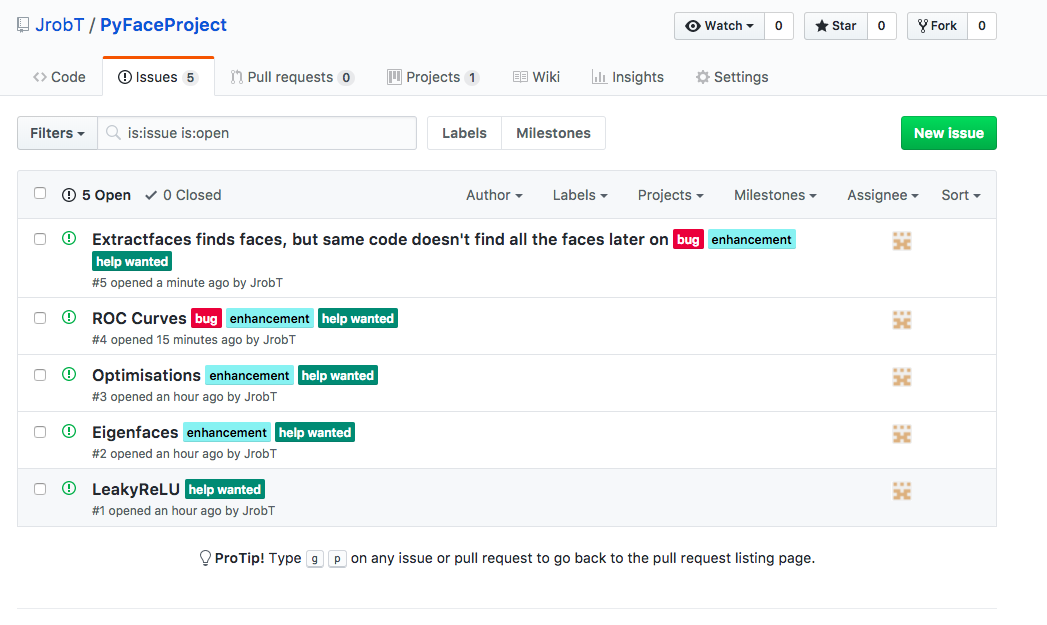 JrobT / PyFaceProject
Watch 0 Star 0 Fork 0
Code Issues 5 Pull requests 0 Projects 1 Wiki Insights Settings
Filters is:issue is:open Labels Milestones New issue
5 Open 0 Closed Author Labels Projects Milestones Assignee Sort
Extractfaces finds faces, but same code doesn't find all the faces later on bug enhancement
help wanted
#5 opened a minute ago by JrobT
ROC Curves bug enhancement help wanted
#4 opened 15 minutes ago by JrobT
Optimisations enhancement help wanted
#3 opened an hour ago by JrobT
Eigenfaces enhancement help wanted
#2 opened an hour ago by JrobT
LeakyReLU help wanted
#1 opened an hour ago by JrobT
ProTip! Type g p on any issue or pull request to go back to the pull request listing page.